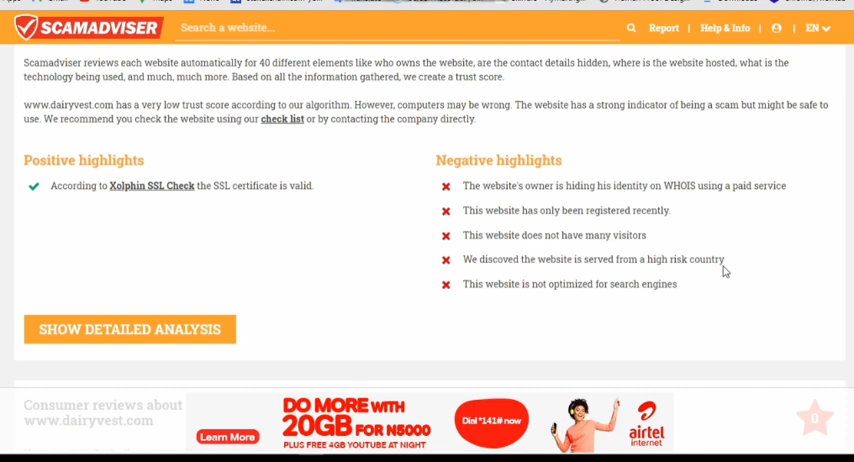 SCAMADVISER
Search a website...
Report | Help & Info | | EN
Scamadviser reviews each website automatically for 40 different elements like who owns the website, are the contact details hidden, where is the website hosted, what is the
technology being used, and much, much more. Based on all the information gathered, we create a trust score.
www.dairyvest.com has a very low trust score according to our algorithm. However, computers may be wrong. The website has a strong indicator of being a scam but might be safe to
use. We recommend you check the website using our check list or by contacting the company directly.
Positive highlights
According to Xolphin SSL Check the SSL certificate is valid.
Negative highlights
The website's owner is hiding his identity on WHOIS using a paid service
This website has only been registered recently.
This website does not have many visitors
We discovered the website is served from a high risk country
This website is not optimized for search engines
SHOW DETAILED ANALYSIS
Consumer reviews about
www.dairyvest.com
Learn More
DO MORE WITH
20GB FOR N5000
PLUS FREE 4GB YOUTUBE AT NIGHT
Dial *141# now
airtel
internet
0